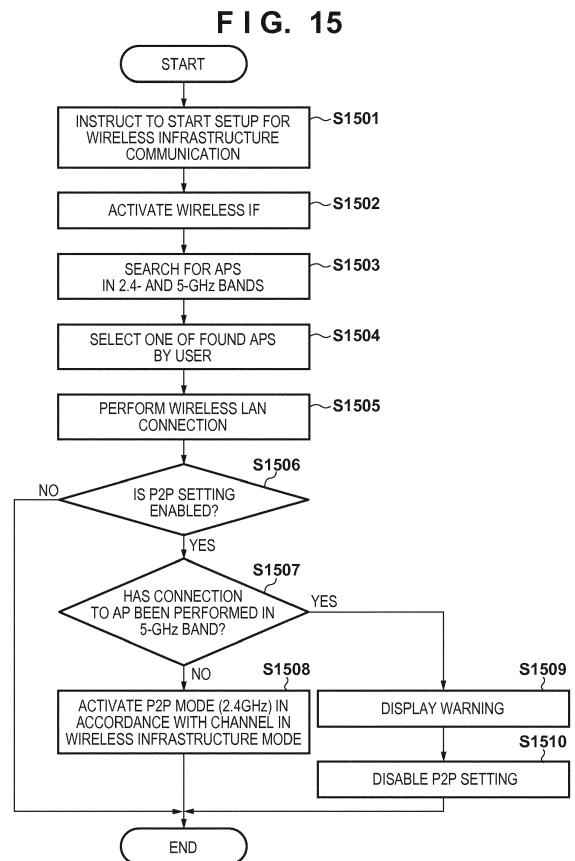 FIG. 15
START
INSTRUCT TO START SETUP FOR
WIRELESS INFRASTRUCTURE
COMMUNICATION
S1501
ACTIVATE WIRELESS IF
S1502
SEARCH FOR APS
IN 2.4- AND 5-GHz BANDS
S1503
SELECT ONE OF FOUND APS
BY USER
S1504
PERFORM WIRELESS LAN
CONNECTION
S1505
S1506
NO
IS P2P SETTING
ENABLED?
YES
S1507
HAS CONNECTION
TO AP BEEN PERFORMED IN
5-GHz BAND?
YES
NO
S1508
ACTIVATE P2P MODE (2.4GHz) IN
ACCORDANCE WITH CHANNEL IN
WIRELESS INFRASTRUCTURE MODE
S1509
DISPLAY WARNING
S1510
DISABLE P2P SETTING
END